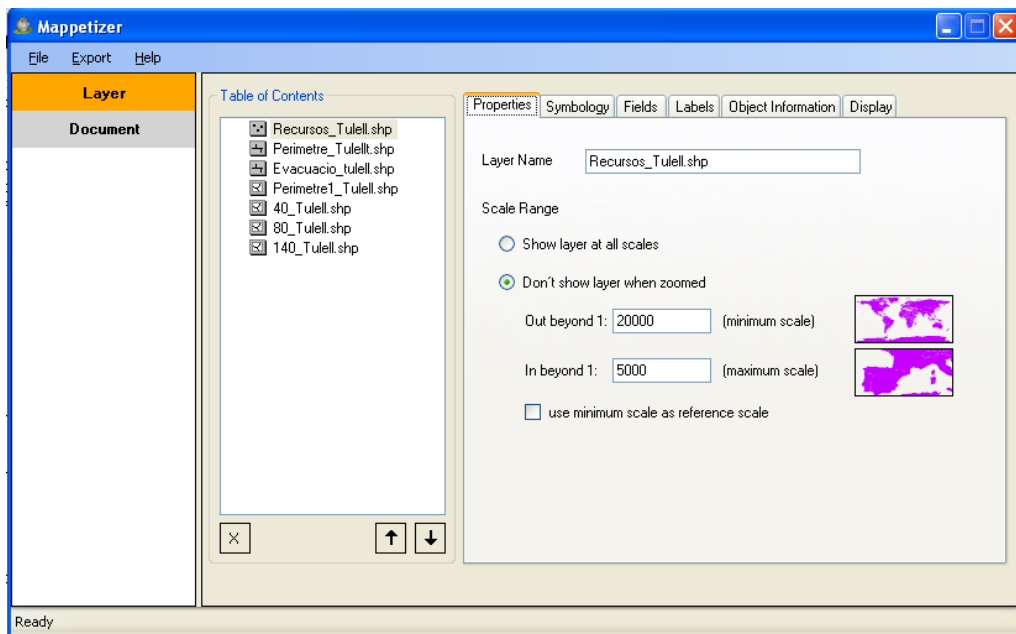 Mappetizer
File Export Help
Layer
Document
Table of Contents
Recursos_Tulell.shp
Perimetre_Tulellt.shp
Evacuacio_tulell.shp
Perimetre1_Tulell.shp
40_Tulell.shp
80_Tulell.shp
140_Tulell.shp
X
Properties Symbology Fields Labels Object Information Display
Layer Name Recursos_Tulell.shp
Scale Range
Show layer at all scales
Don´t show layer when zoomed
Out beyond 1: 20000 (minimum scale)
In beyond 1: 5000 (maximum scale)
use minimum scale as reference scale
Ready